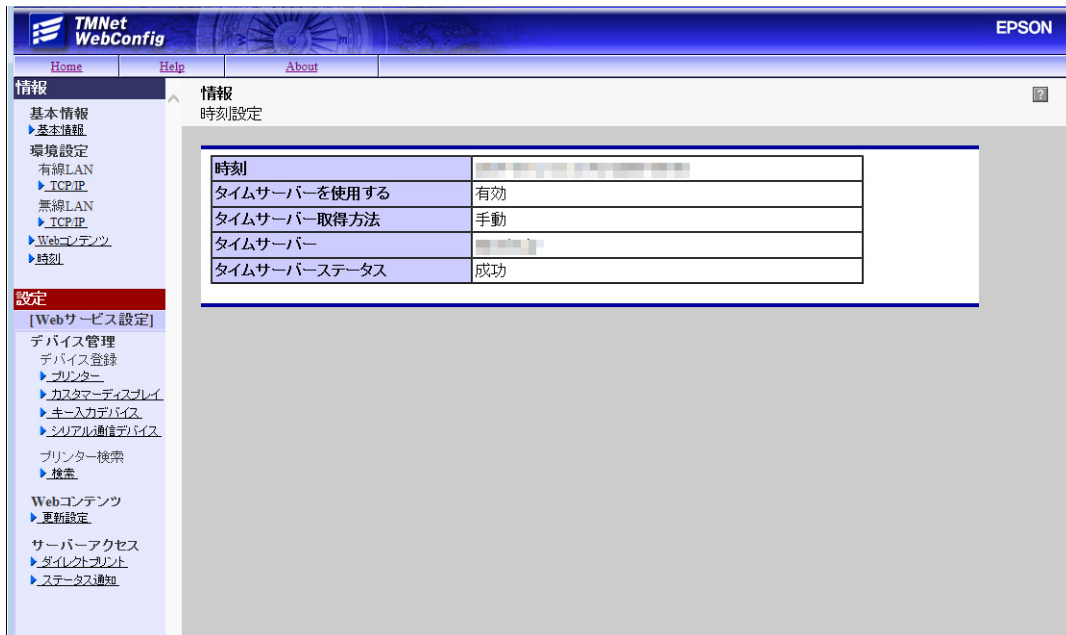 TMNet
WebConfig
EPSON
Home Help About
情報
基本情報
基本情報
環境設定
有線LAN
TCP/IP
無線LAN
TCP/IP
Webコンテンツ
時刻
設定
[Webサービス設定]
デバイス管理
デバイス登録
プリンター
カスタマーディスプレイ
キー入力デバイス
シリアル通信デバイス
プリンター検索
検索
Webコンテンツ
更新設定
サーバーアクセス
ダイレクトプリント
ステータス通知
情報
?
時刻設定
時刻
タイムサーバーを使用する 有効
タイムサーバー取得方法 手動
タイムサーバー
タイムサーバーステータス 成功